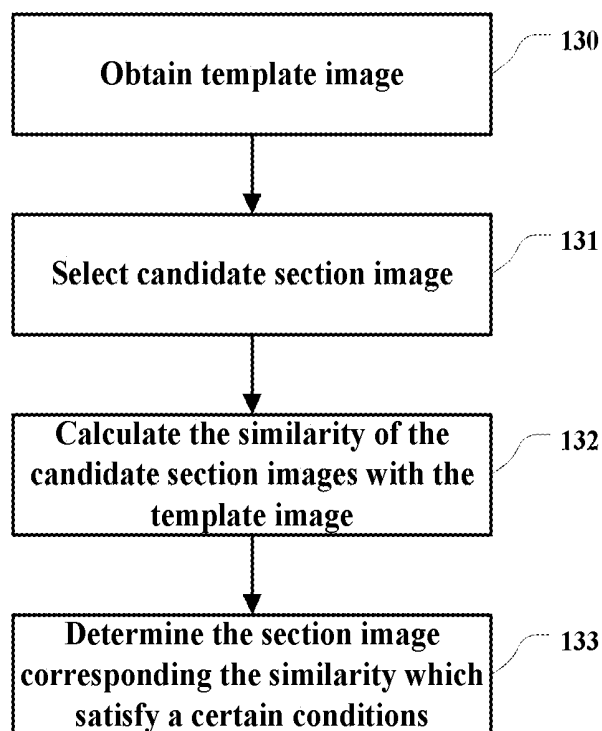 Obtain template image
130
Select candidate section image
131
Calculate the similarity of the
candidate section images with the
template image
132
Determine the section image
corresponding the similarity which
satisfy a certain conditions
133